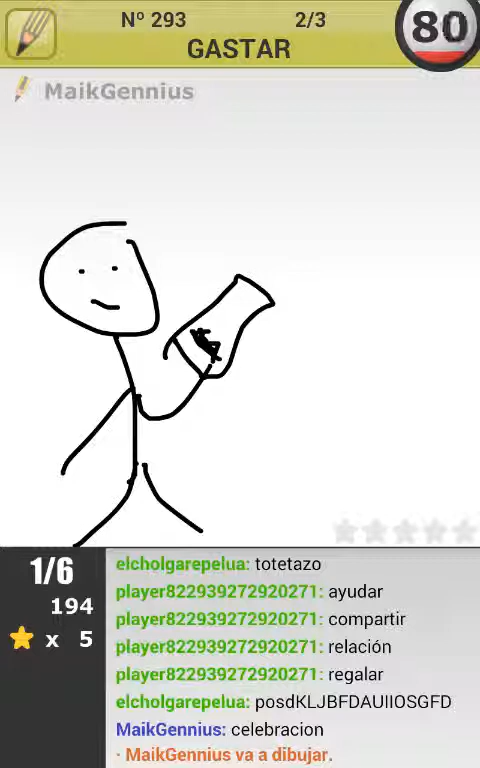 Nº 293 2/3 80
GASTAR
MaikGennius
1/6
194
x 5
elcholgarepelua: totetazo
player822939272920271: ayudar
player822939272920271: compartir
player822939272920271: relación
player822939272920271: regalar
elcholgarepelua: posdKLJBFDAUIIOSGFD
MaikGennius: celebracion
· MaikGennius va a dibujar.